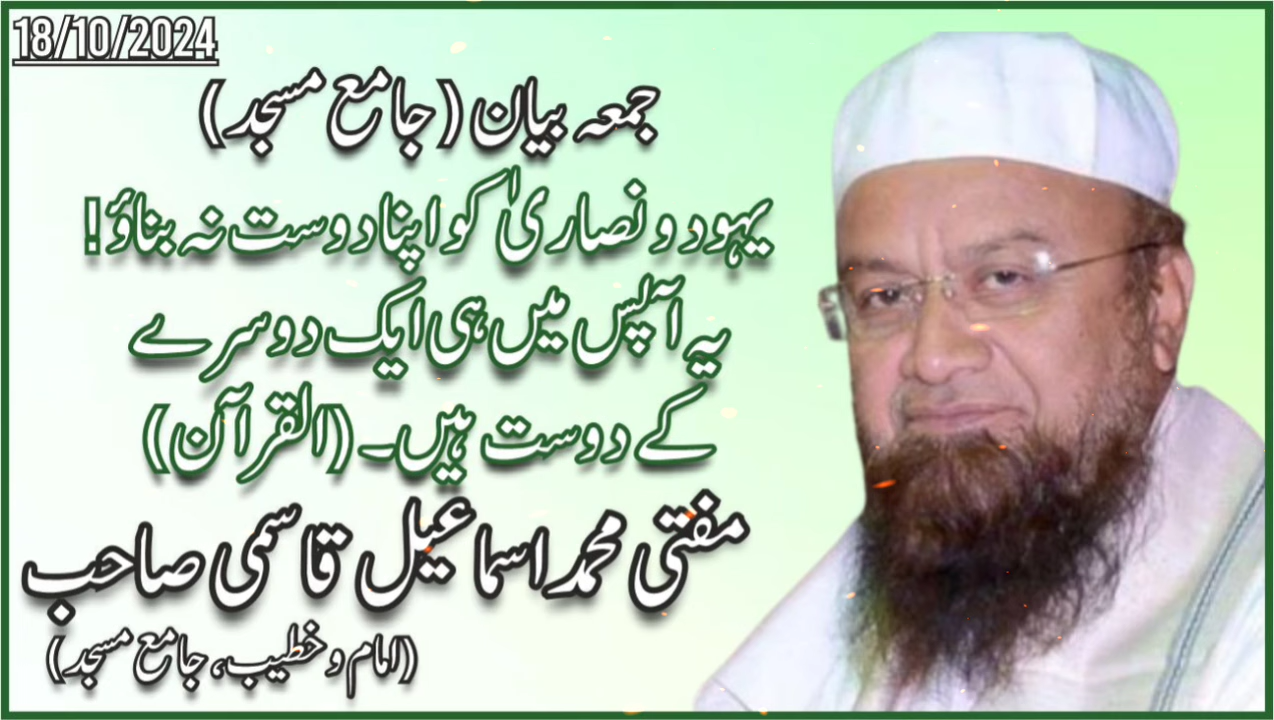 18/10/2024
جمعہ بیان (جامع مسجد)
یہود و نصاریٰ کو اپنا دوست نہ بناؤ!
یہ آپس میں ہی ایک دوسرے
کے دوست ہیں۔ (القرآن)
مفتی محمد اسماعیل قاسمی صاحب
(امام و خطیب، جامع مسجد)